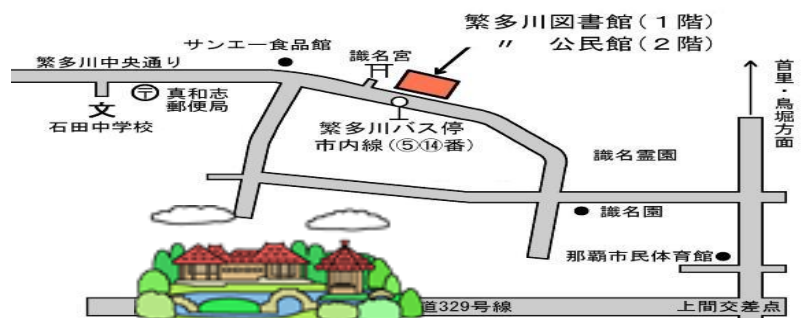 繁多川図書館(1階)
〃 公民館(2階)
サンエー食品館
識名宮
繁多川中央通り
真和志
郵便局
文
石田中学校
繁多川バス停
市内線(⑤⑭番)
首里・鳥堀方面
識名霊園
識名園
那覇市民体育館
道329号線
上間交差点